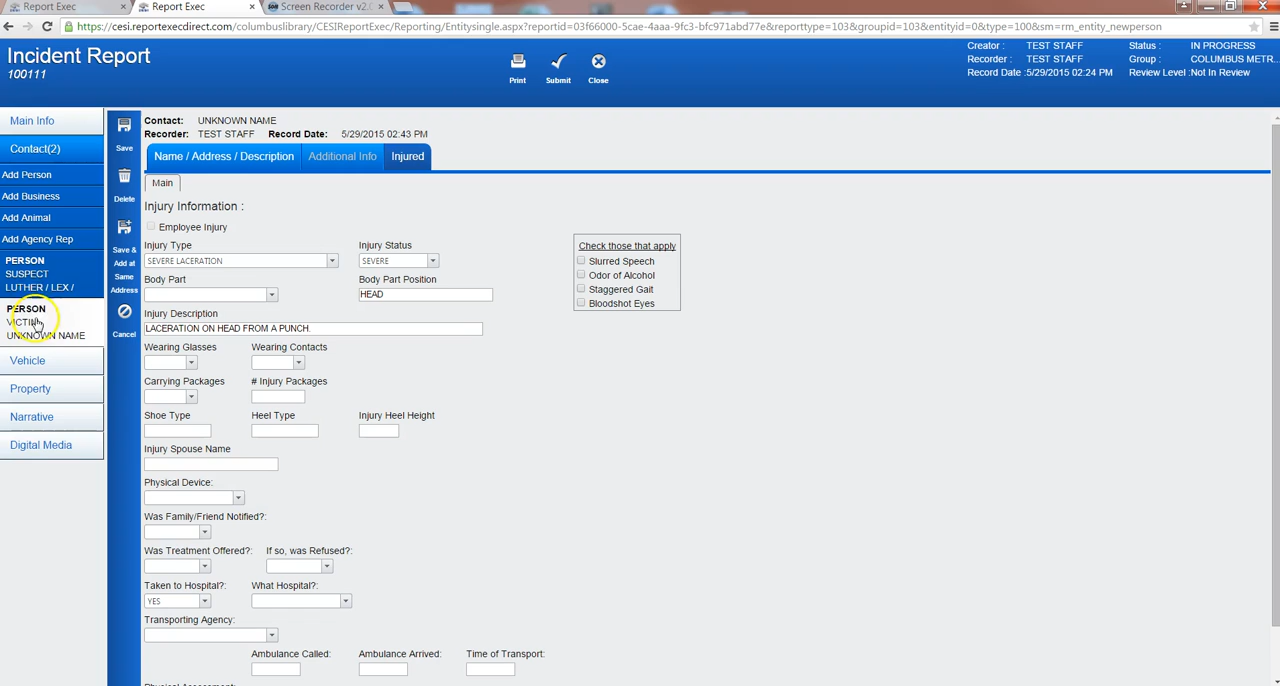 Report Exec
Report Exec
Screen Recorder v2.0
https://cesi.reportexecdirect.com/columbuslibrary/CESIReportExec/Reporting/Entitysingle.aspx?reportid=03f66000-5cae-4aaa-9fc3-bfc971abd77e&reporttype=103&groupid=103&entityid=0&type=100&sm=rm_entity_newperson
Incident Report
100111
Print
Submit
Close
Creator : TEST STAFF
Recorder : TEST STAFF
Record Date :5/29/2015 02:24 PM
Status : IN PROGRESS
Group : COLUMBUS METR...
Review Level :Not In Review
Main Info
Contact(2)
Add Person
Add Business
Add Animal
Add Agency Rep
PERSON
SUSPECT
LUTHER / LEX /
PERSON
VICTIM
UNKNOWN NAME
Vehicle
Property
Narrative
Digital Media
Save
Delete
Save &
Add at
Same
Address
Cancel
Contact: UNKNOWN NAME
Recorder: TEST STAFF Record Date: 5/29/2015 02:43 PM
Name / Address / Description
Additional Info
Injured
Main
Injury Information :
Employee Injury
Injury Type
Injury Status
SEVERE LACERATION
SEVERE
Body Part
Body Part Position
HEAD
Injury Description
LACERATION ON HEAD FROM A PUNCH.
Wearing Glasses
Wearing Contacts
Carrying Packages
# Injury Packages
Shoe Type
Heel Type
Injury Heel Height
Injury Spouse Name
Physical Device:
Was Family/Friend Notified?:
Was Treatment Offered?:
If so, was Refused?:
Taken to Hospital?:
What Hospital?:
YES
Transporting Agency:
Ambulance Called:
Ambulance Arrived:
Time of Transport:
Physical Assessment:
Check those that apply
Slurred Speech
Odor of Alcohol
Staggered Gait
Bloodshot Eyes